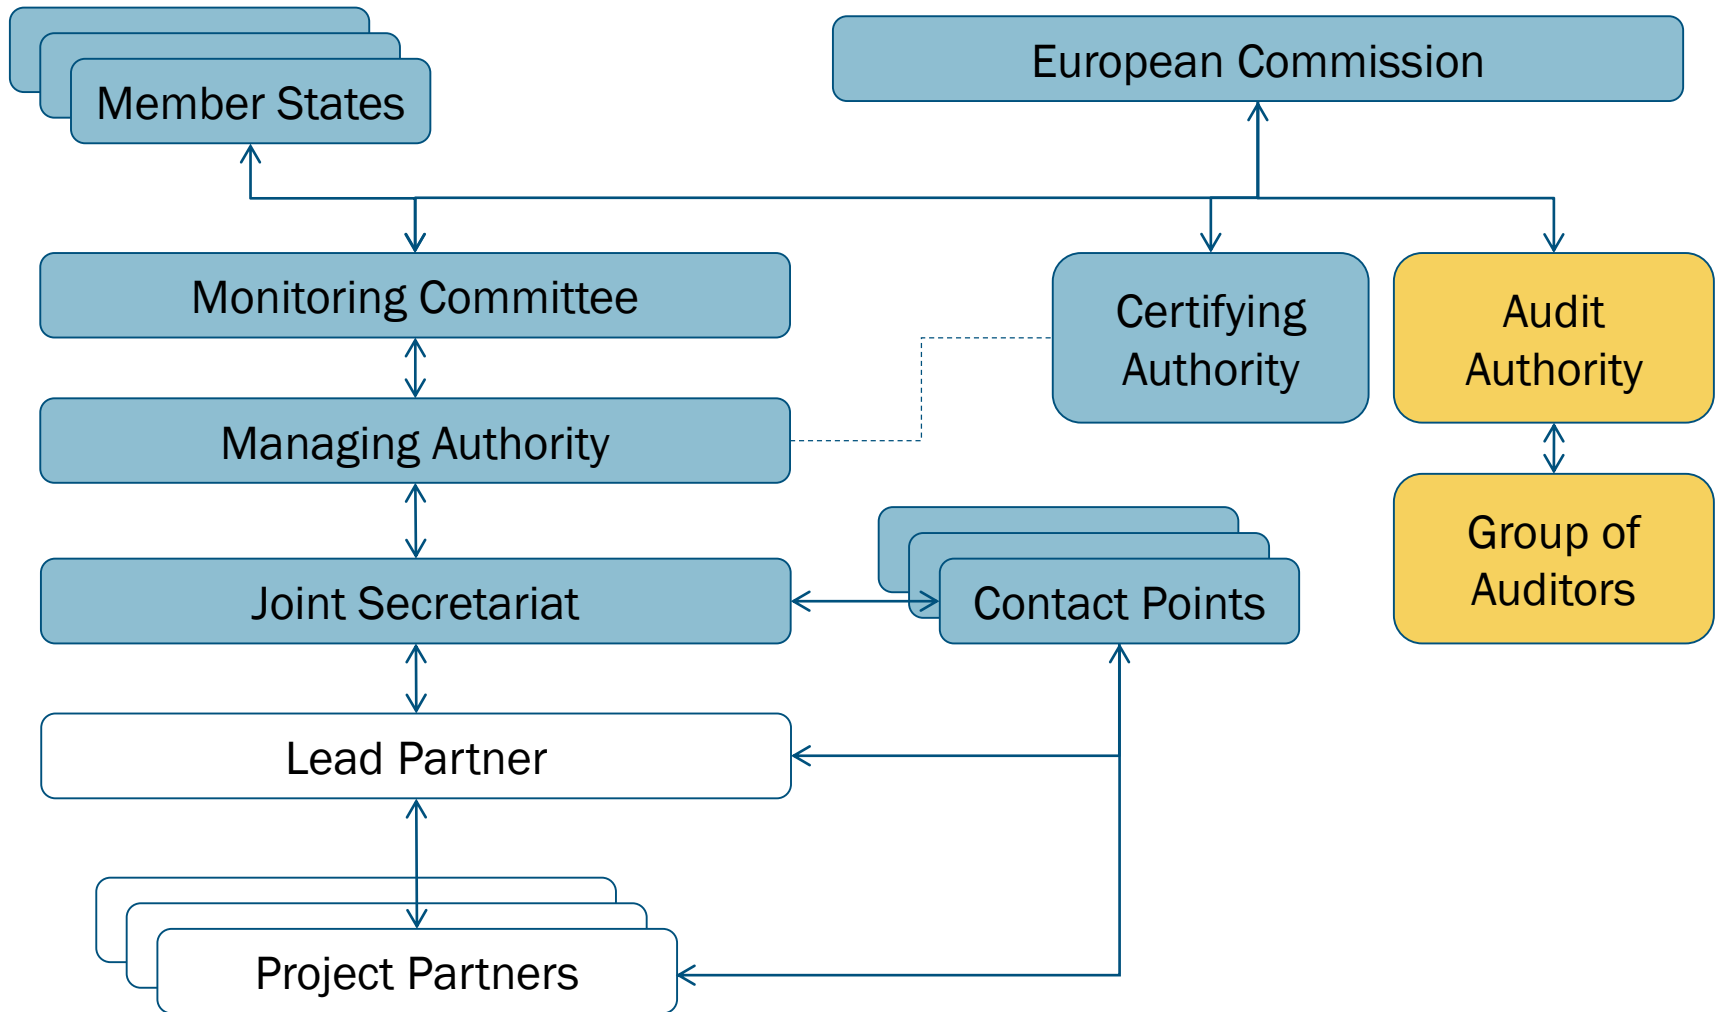 Member States
European Commission
Monitoring Committee
Certifying
Authority
Audit
Authority
Managing Authority
Group of
Auditors
Joint Secretariat
Contact Points
Lead Partner
Project Partners